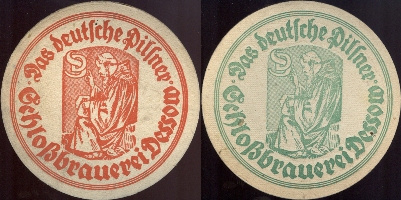 Das deutsche Pilsner
Schloßbrauerei Dessow
S
Das deutsche Pilsner
Schloßbrauerei Dessow
S